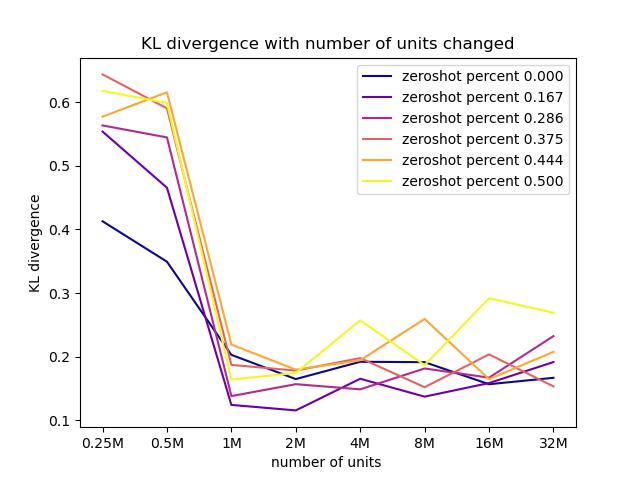 KL divergence with number of units changed
zeroshot percent 0.000
zeroshot percent 0.167
zeroshot percent 0.286
zeroshot percent 0.375
zeroshot percent 0.444
zeroshot percent 0.500
KL divergence
0.6
0.5
0.4
0.3
0.2
0.1
0.25M 0.5M 1M 2M 4M 8M 16M 32M
number of units